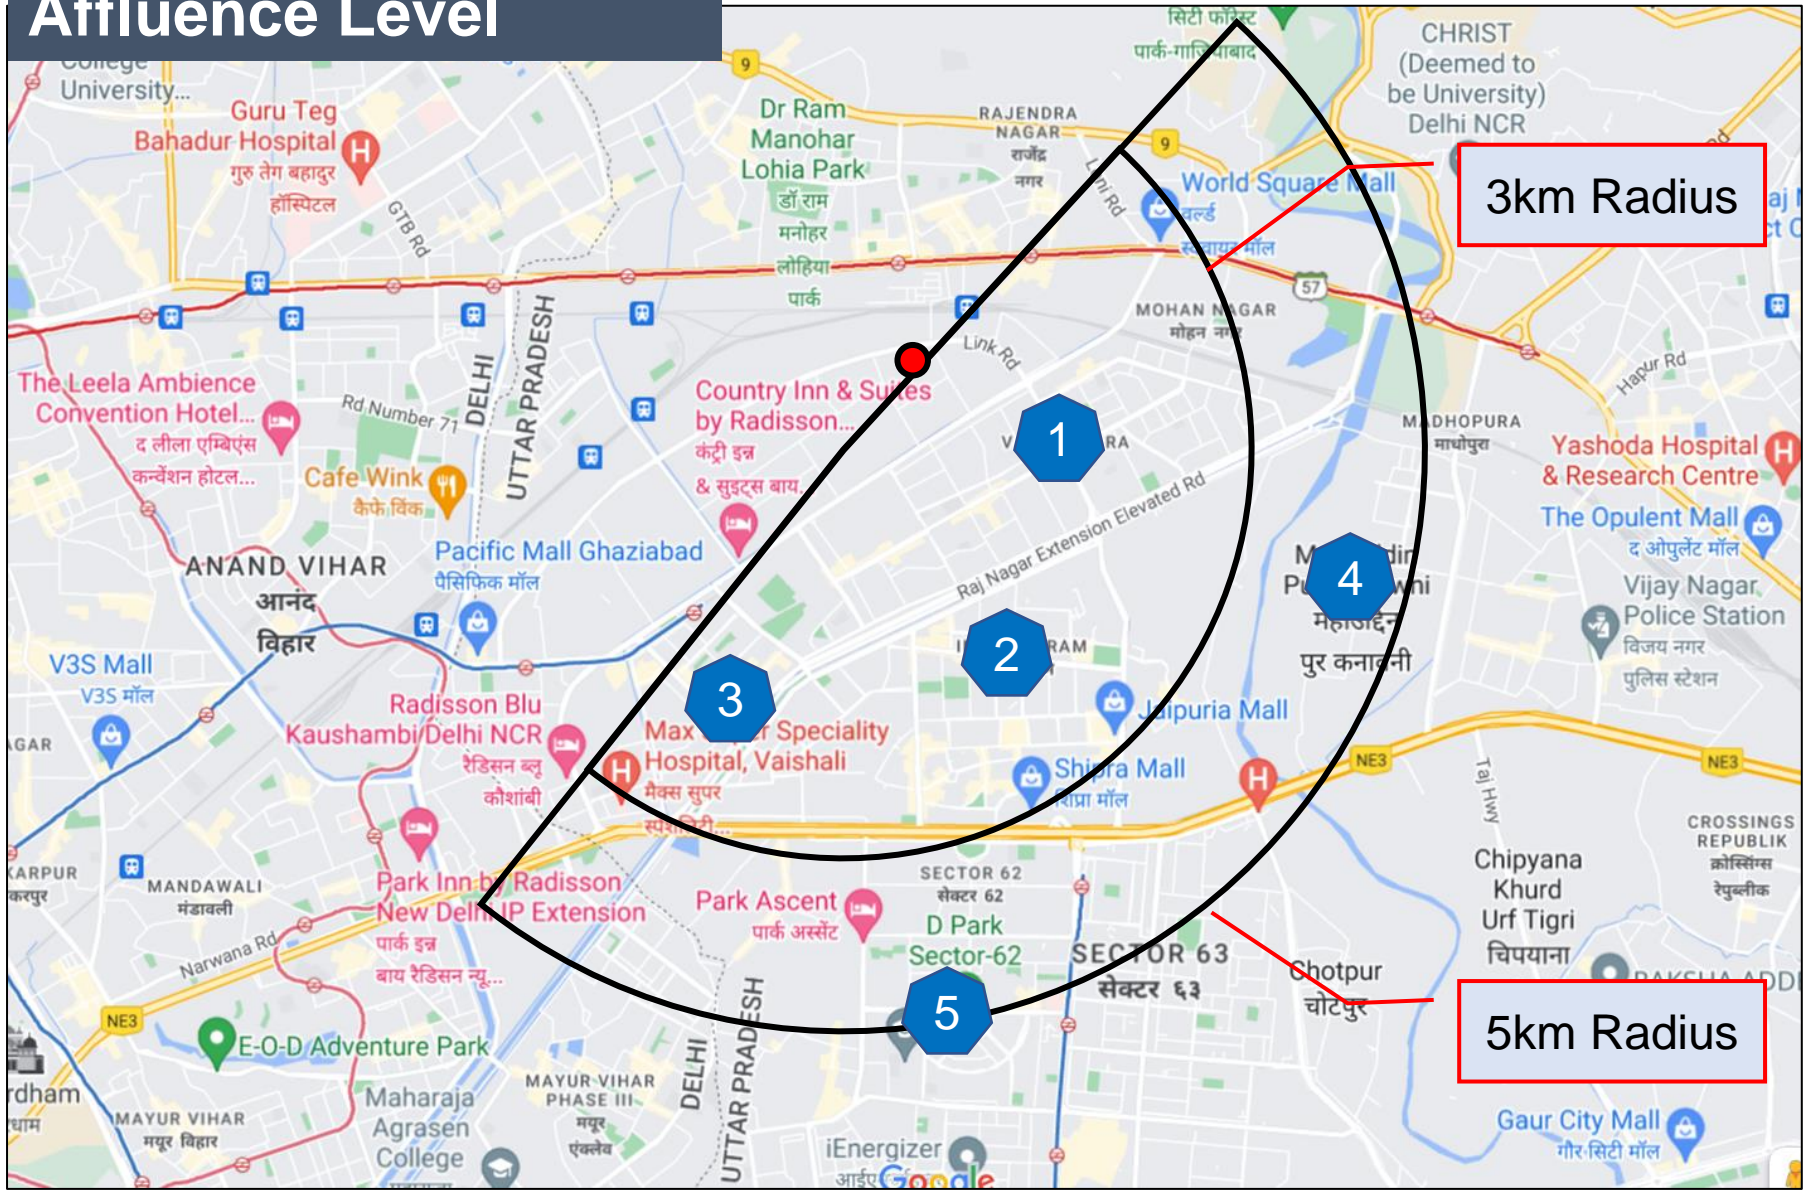 Affluence Level
College
University...
Guru Teg
Bahadur Hospital
गुरु तेग बहादुर
हॉस्पिटल
GTB Rd
9
Dr Ram
Manohar
Lohia Park
डॉ राम
मनोहर
लोहिया
पार्क
RAJENDRA
NAGAR
राजेंद्र
नगर
Loni Rd
सिटी फॉरेस्ट
पार्क-गाजियाबाद
9
World Square Mall
वर्ल्ड
स्क्वायर मॉल
CHRIST
(Deemed to
be University)
Delhi NCR
3km Radius
57
MOHAN NAGAR
मोहन नगर
Link Rd
Hapur Rd
The Leela Ambience
Convention Hotel...
द लीला एम्बिएंस
कन्वेंशन होटल...
Rd Number 71
DELHI
UTTAR PRADESH
Cafe Wink
कैफे विंक
Country Inn & Suites
by Radisson...
कंट्री इन्न
& सुइट्स बाय
1
MADHOPURA
माधोपुरा
Yashoda Hospital
& Research Centre
The Opulent Mall
द ओपुलेंट मॉल
Raj Nagar Extension Elevated Rd
ANAND VIHAR
आनंद
विहार
Pacific Mall Ghaziabad
पैसिफिक मॉल
4
पुर कनावनी
Vijay Nagar
Police Station
विजय नगर
पुलिस स्टेशन
2
3
V3S Mall
V3S मॉल
Radisson Blu
Kaushambi Delhi NCR
रैडिसन ब्लू
कौशांबी
Max Super Speciality
Hospital, Vaishali
मैक्स सुपर
स्पेशलिटी...
Jaipuria Mall
Shipra Mall
शिप्रा मॉल
NE3
NE3
Taj Hwy
CROSSINGS
REPUBLIK
क्रोस्सिंग्स
रेपुब्लीक
MANDAWALI
मंडावली
Park Inn by Radisson
New Delhi IP Extension
पार्क इन्न
बाय रैडिसन न्यू...
Narwana Rd
Park Ascent
पार्क अस्सेंट
SECTOR 62
सेक्टर 62
D Park
Sector-62
SECTOR 63
सेक्टर ६३
Chipyana
Khurd
Urf Tigri
चिपयाना
Chotpur
चोटपुर
5
5km Radius
NE3
E-O-D Adventure Park
MAYUR VIHAR
मयूर विहार
Maharaja
Agrasen
College
MAYUR VIHAR
PHASE III
मयूर
एंक्लेव
DELHI
UTTAR PRADESH
iEnergizer
Google
Gaur City Mall
गौर सिटी मॉल